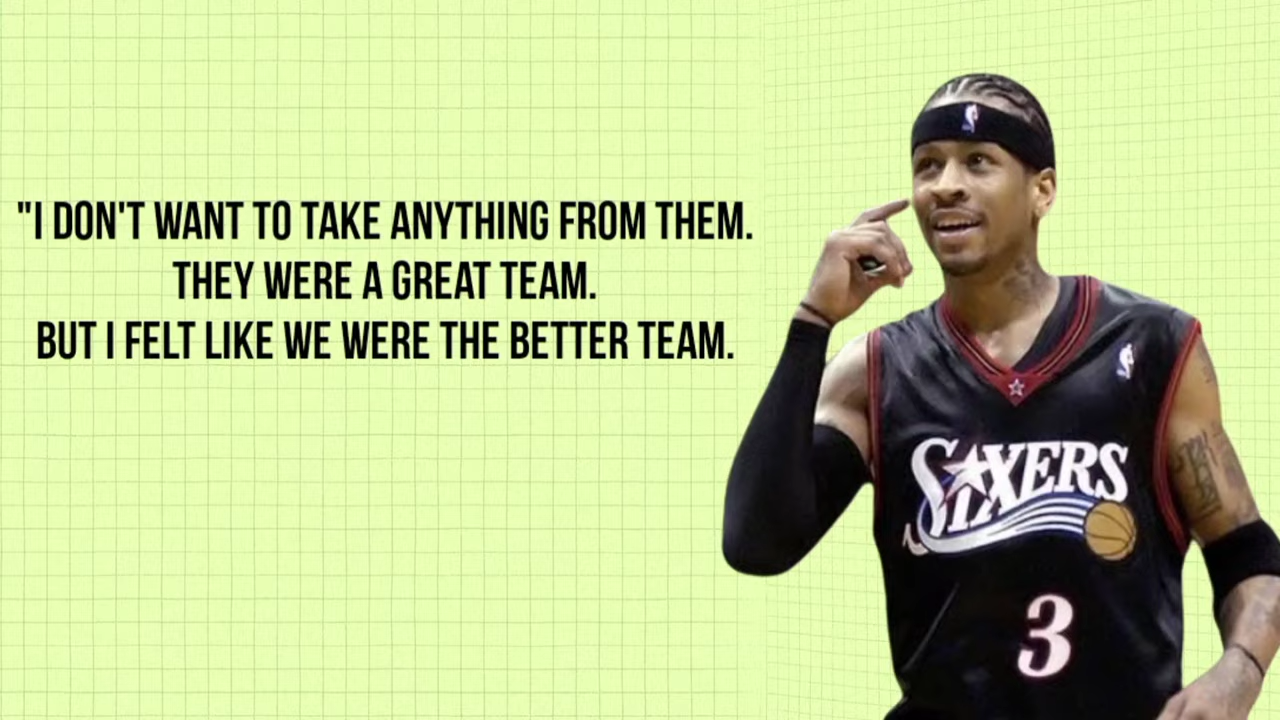 "I DON'T WANT TO TAKE ANYTHING FROM THEM.
THEY WERE A GREAT TEAM.
BUT I FELT LIKE WE WERE THE BETTER TEAM.
SIXERS
3